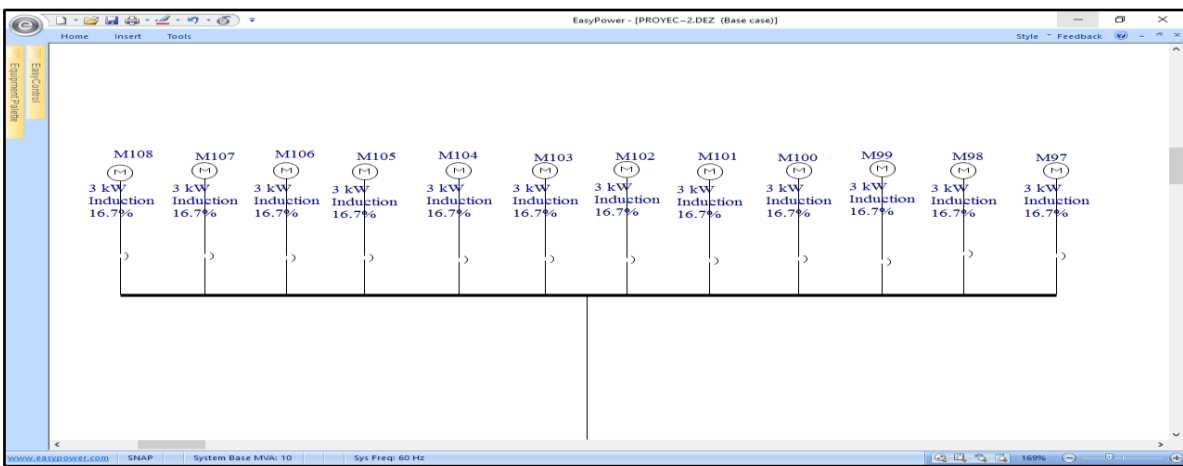 EasyPower - [PROYEC~2.DEZ (Base case)]
Home Insert Tools Style Feedback
EasyControl
Equipment Palette
M108 M107 M106 M105 M104 M103 M102 M101 M100 M99 M98 M97
M M M M M M M M M M M M
3 kW 3 kW 3 kW 3 kW 3 kW 3 kW 3 kW 3 kW 3 kW 3 kW 3 kW 3 kW
Induction Induction Induction Induction Induction Induction Induction Induction Induction Induction Induction Induction
16.7% 16.7% 16.7% 16.7% 16.7% 16.7% 16.7% 16.7% 16.7% 16.7% 16.7% 16.7%
www.easypower.com SNAP System Base MVA: 10 Sys Freq: 60 Hz 169%